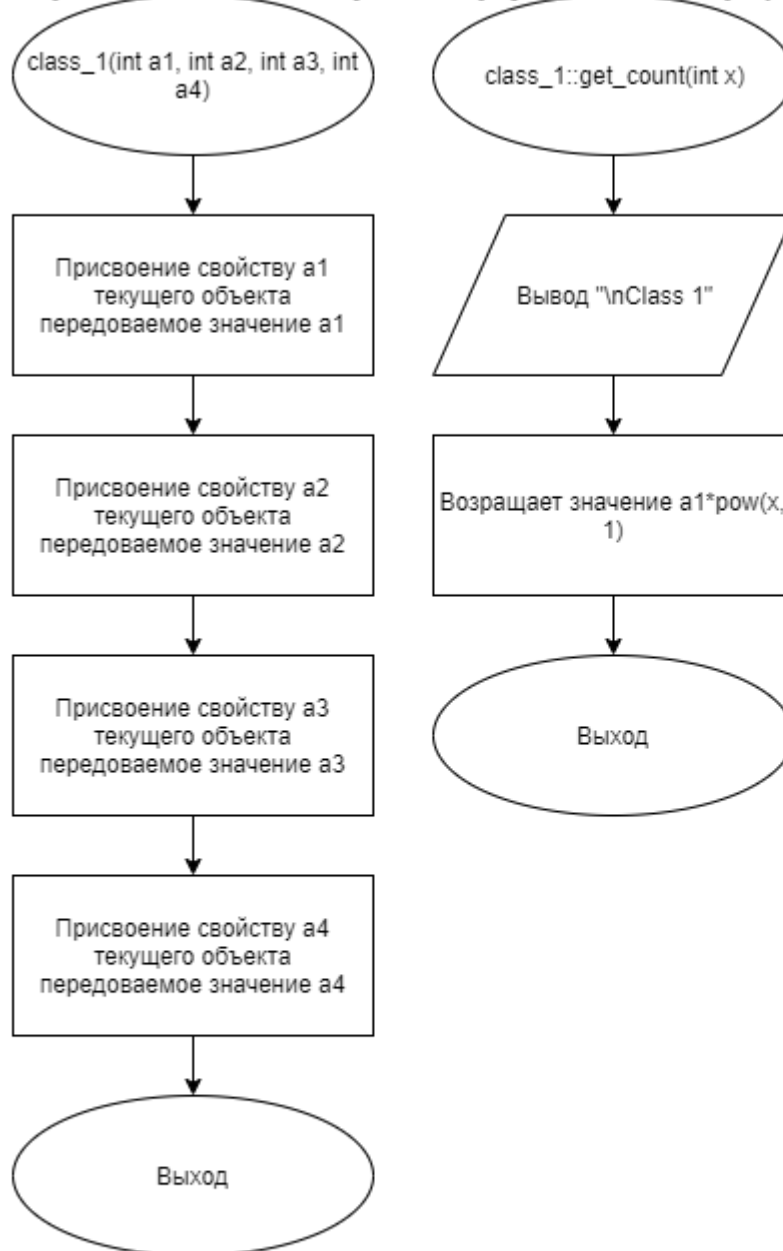 class_1(int a1, int a2, int a3, int
a4)
Присвоение свойству a1
текущего объекта
передоваемое значение a1
Присвоение свойству a2
текущего объекта
передоваемое значение a2
Присвоение свойству a3
текущего объекта
передоваемое значение a3
Присвоение свойству a4
текущего объекта
передоваемое значение a4
Выход
class_1::get_count(int x)
Вывод "\nClass 1"
Возращает значение a1*pow(x,
1)
Выход